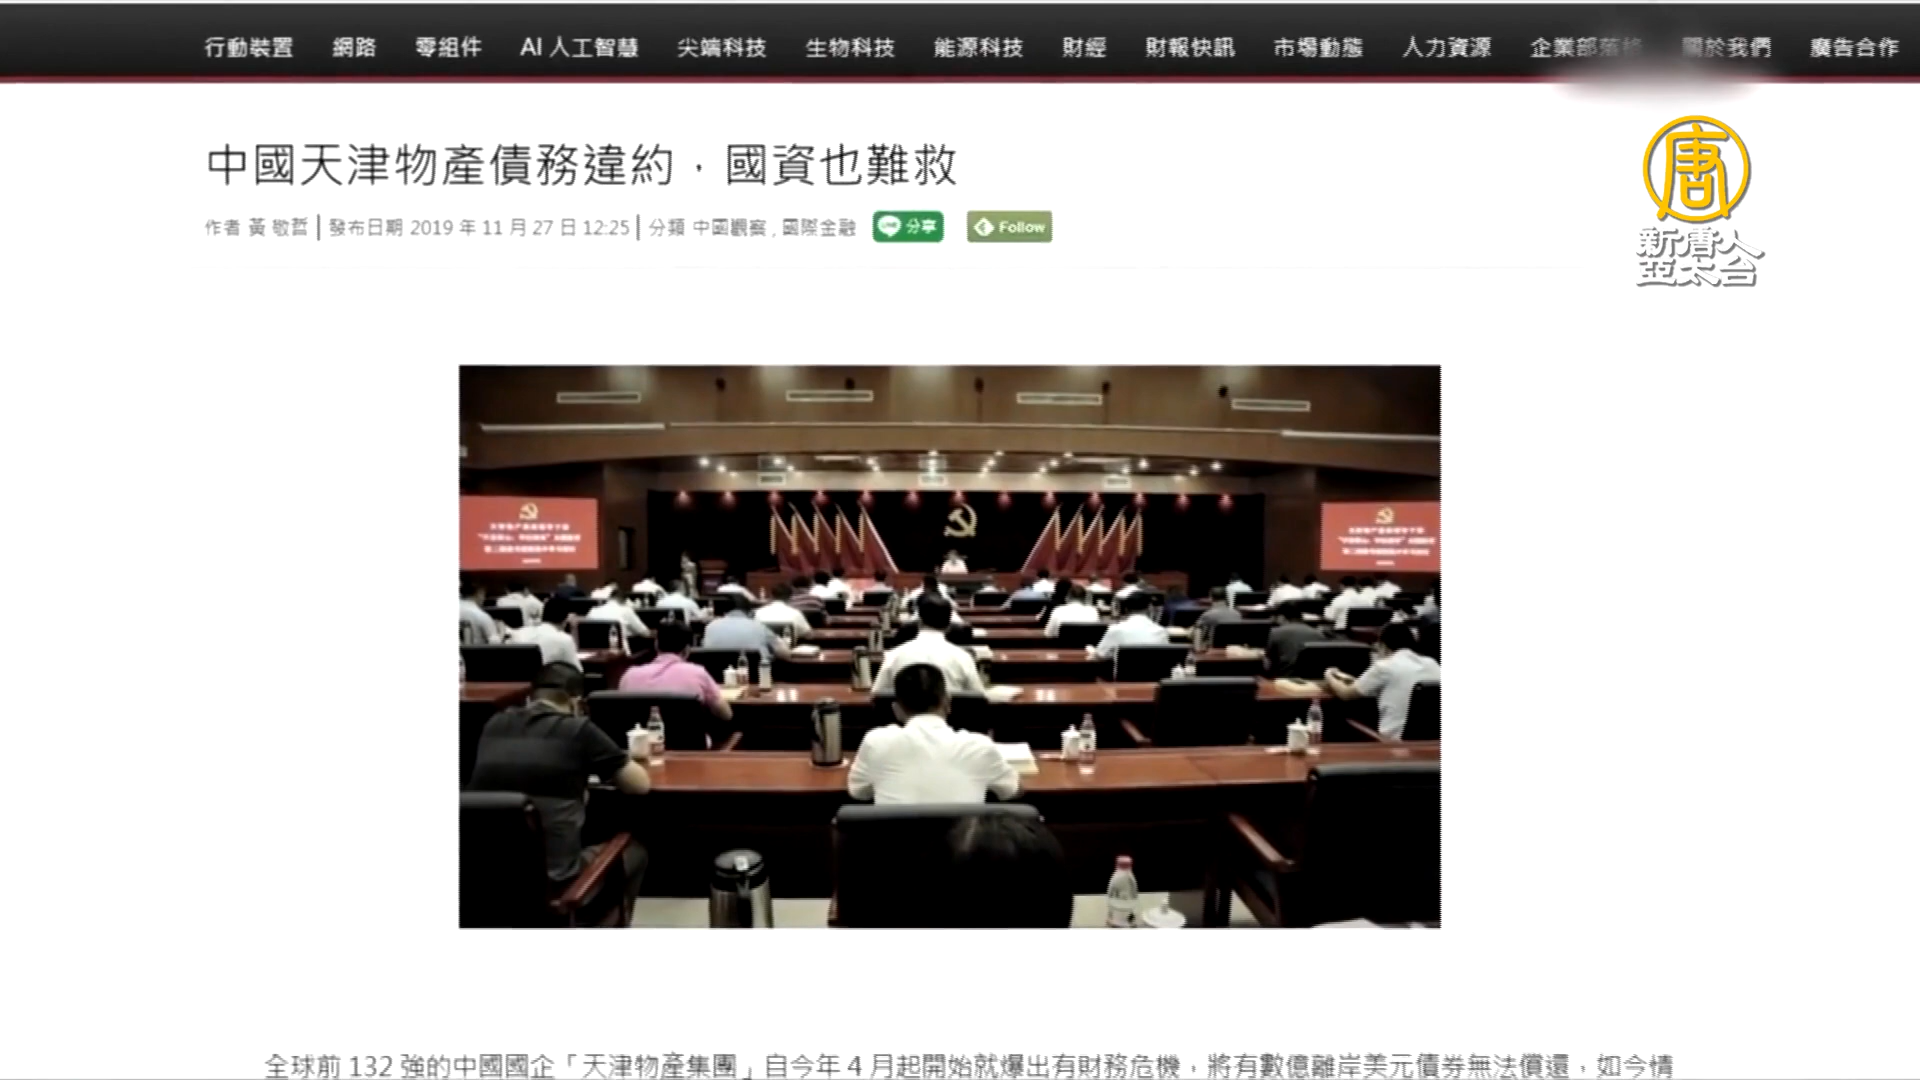 行動裝置 網路 零組件 AI 人工智慧 尖端科技 生物科技 能源科技 財經 財報快訊 市場動態 人力資源 企業部落格 關於我們 廣告合作
中國天津物產債務違約，國資也難救
作者 黃 敬哲 | 發布日期 2019 年 11 月 27 日 12:25 | 分類 中國觀察 , 國際金融 分享 Follow
唐
新唐人
亞太台
全球前 132 強的中國國企「天津物產集團」自今年 4 月起開始就爆出有財務危機，將有數億離岸美元債券無法償還，如今情